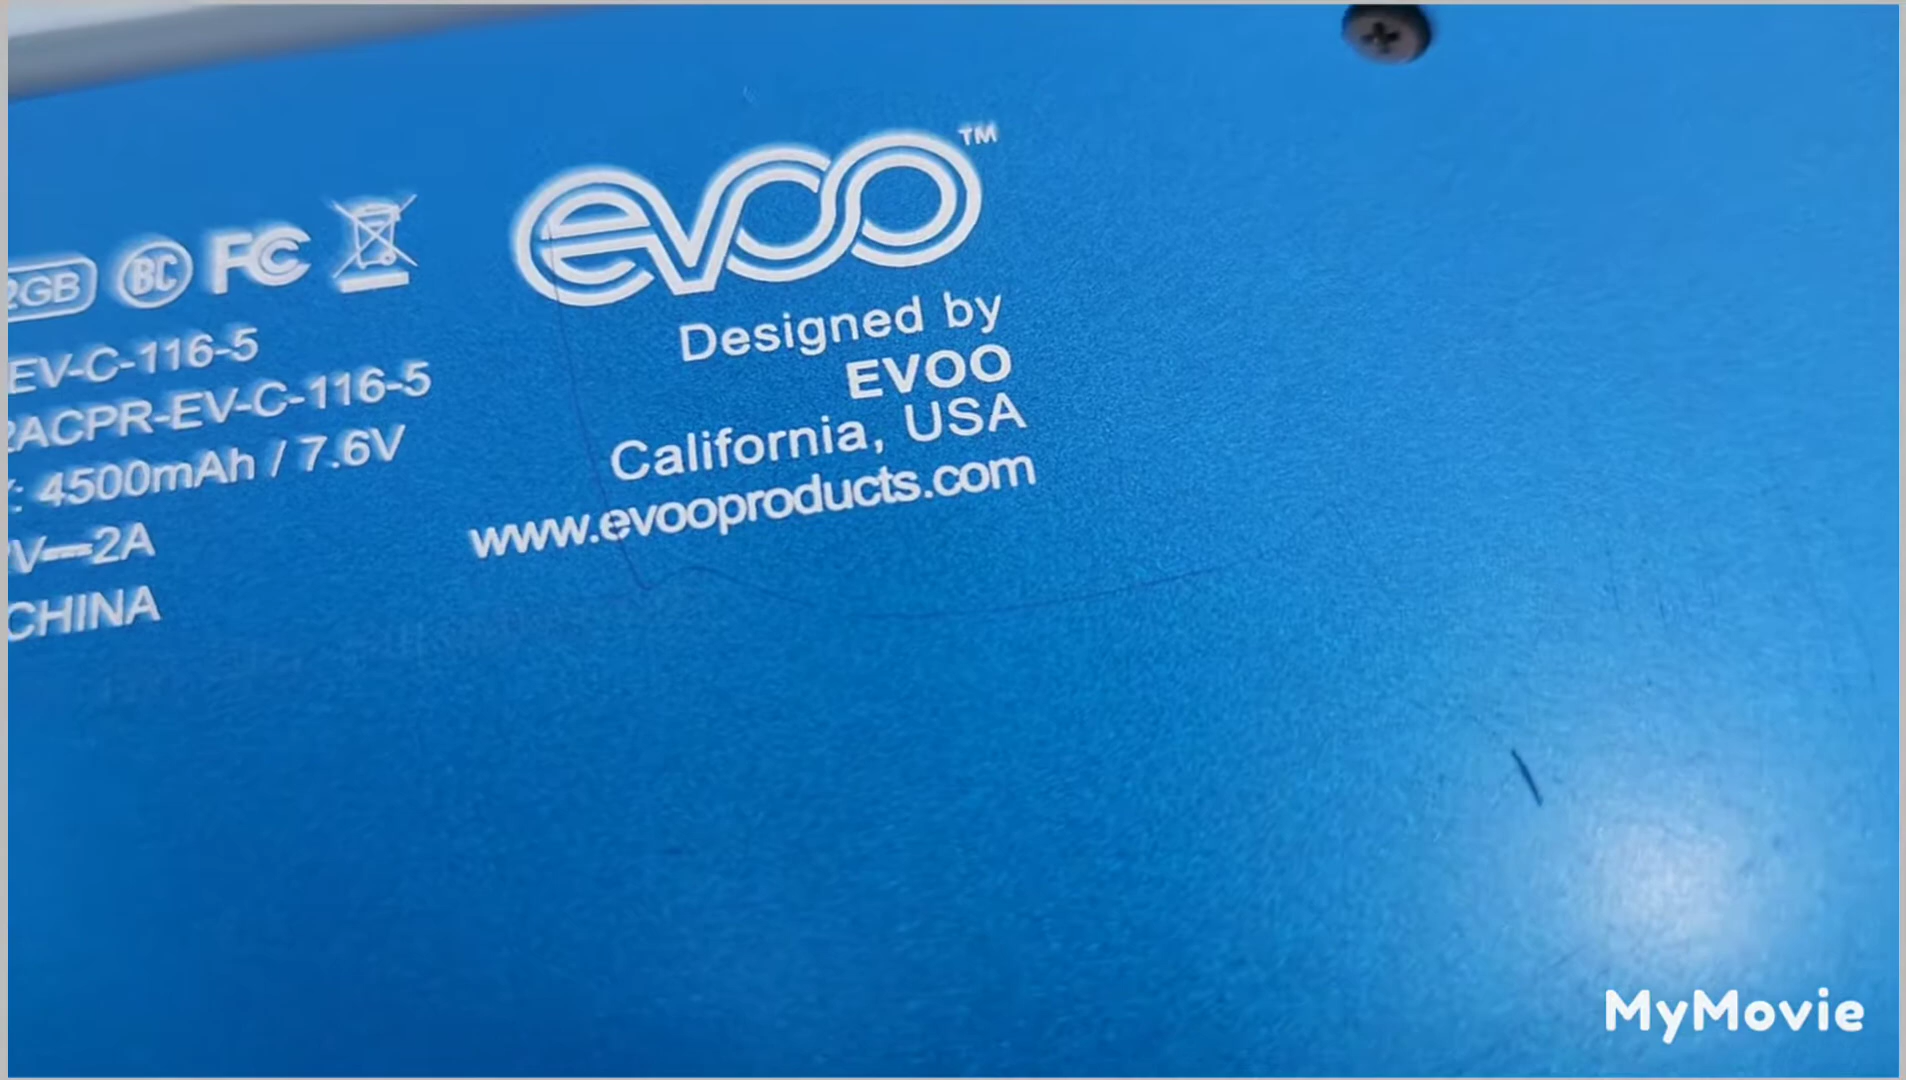 2GB BC FC
EV-C-116-5
2ACPR-EV-C-116-5
: 4500mAh / 7.6V
V⎓2A
CHINA
evoo™
Designed by
EVOO
California, USA
www.evooproducts.com
MyMovie